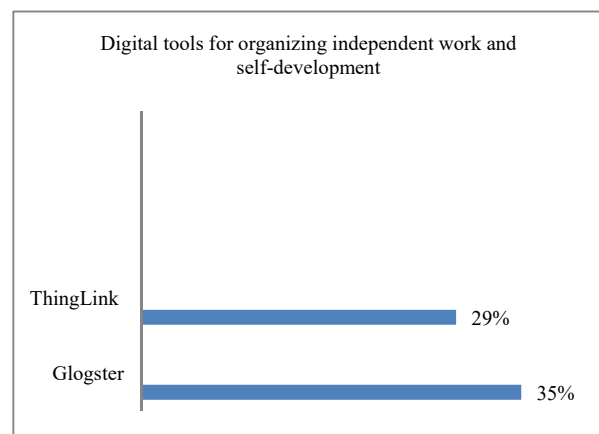 Digital tools for organizing independent work and
self-development
ThingLink
29%
Glogster
35%